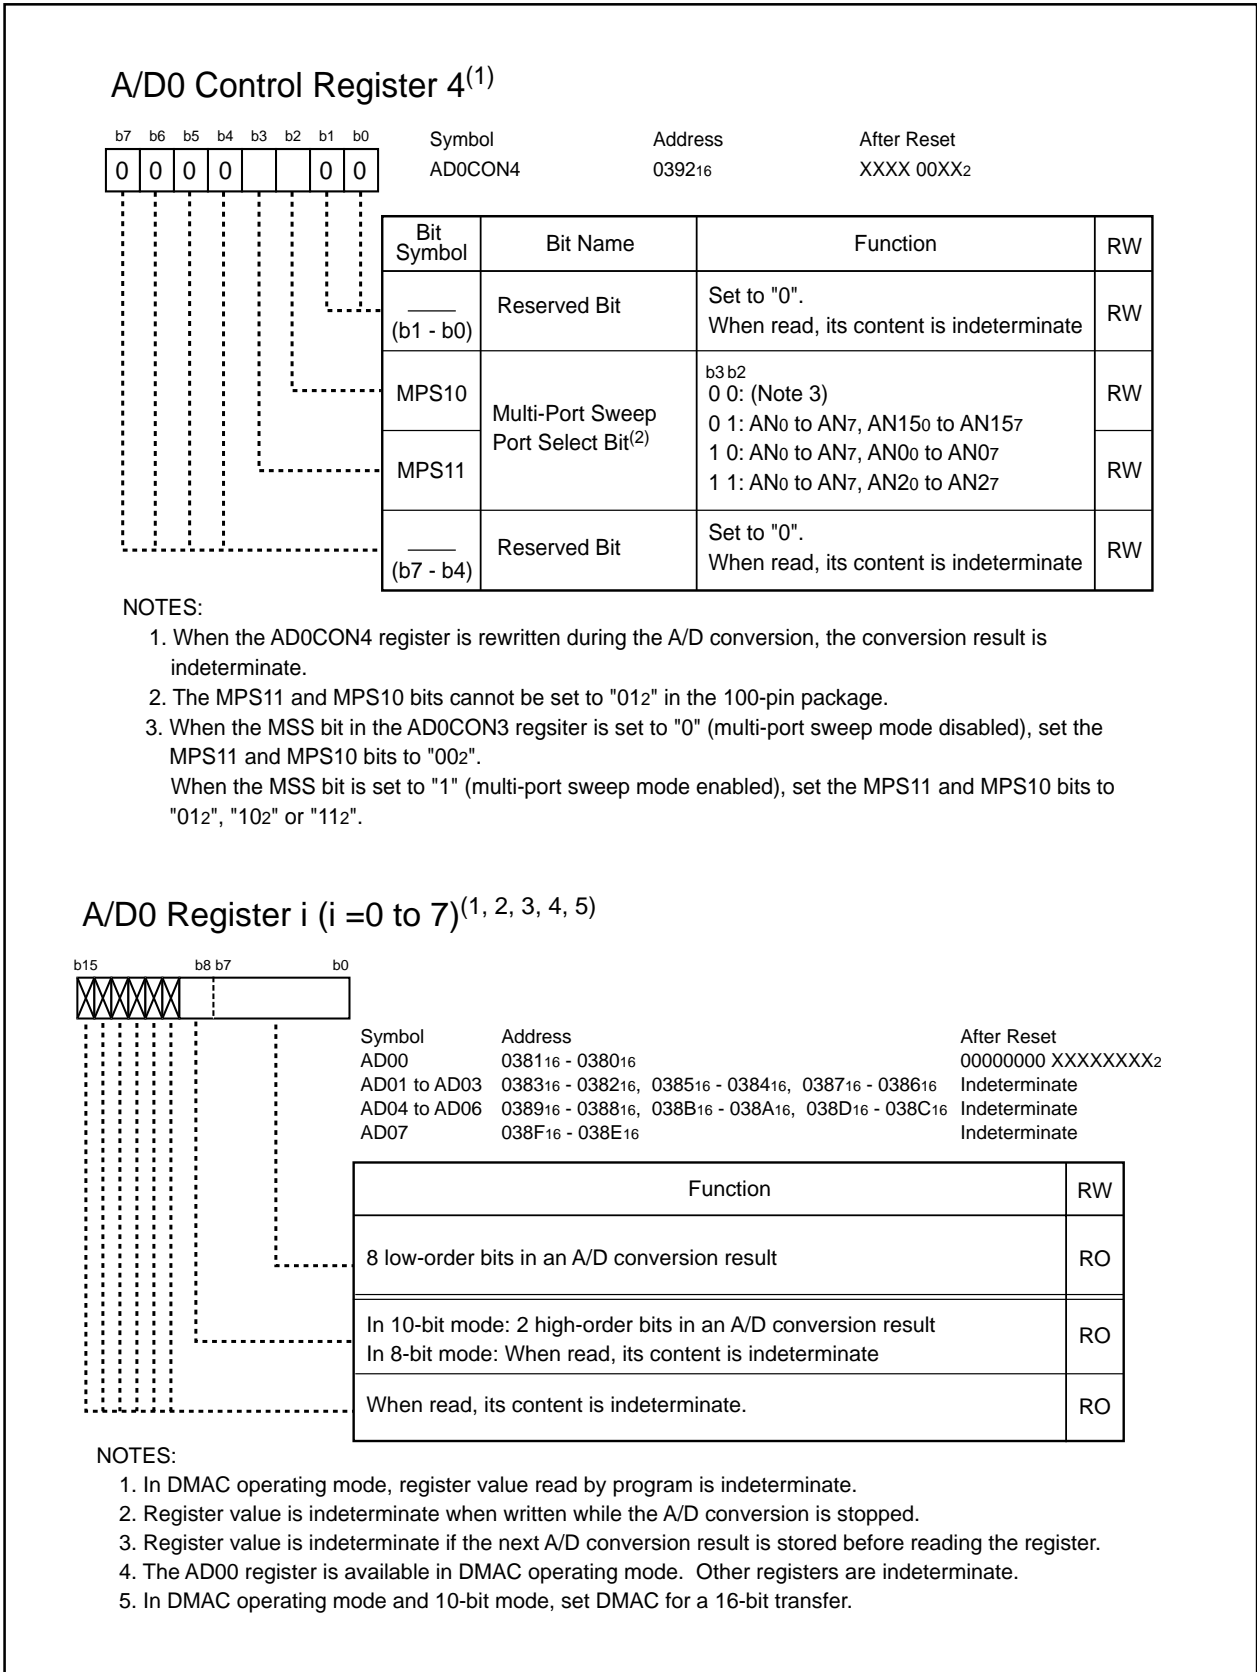 A/D0 Control Register 4(1)
b7 b6 b5 b4 b3 b2 b1 b0
Symbol Address After Reset
0 0 0 0 0 0
AD0CON4 039216 XXXX 00XX2
Bit Symbol Bit Name Function RW
(b1 - b0) Reserved Bit Set to "0".
When read, its content is indeterminate RW
MPS10 Multi-Port Sweep Port Select Bit(2) b3 b2
0 0: (Note 3) RW
0 1: AN0 to AN7, AN150 to AN157
MPS11 1 0: AN0 to AN7, AN00 to AN07 RW
1 1: AN0 to AN7, AN20 to AN27
(b7 - b4) Reserved Bit Set to "0".
When read, its content is indeterminate RW
NOTES:
1. When the AD0CON4 register is rewritten during the A/D conversion, the conversion result is
indeterminate.
2. The MPS11 and MPS10 bits cannot be set to "012" in the 100-pin package.
3. When the MSS bit in the AD0CON3 regsiter is set to "0" (multi-port sweep mode disabled), set the
MPS11 and MPS10 bits to "002".
When the MSS bit is set to "1" (multi-port sweep mode enabled), set the MPS11 and MPS10 bits to
"012", "102" or "112".
A/D0 Register i (i =0 to 7)(1, 2, 3, 4, 5)
b15 b8 b7 b0
Symbol Address After Reset
AD00 038116 - 038016 00000000 XXXXXXXX2
AD01 to AD03 038316 - 038216, 038516 - 038416, 038716 - 038616 Indeterminate
AD04 to AD06 038916 - 038816, 038B16 - 038A16, 038D16 - 038C16 Indeterminate
AD07 038F16 - 038E16 Indeterminate
Function RW
8 low-order bits in an A/D conversion result RO
In 10-bit mode: 2 high-order bits in an A/D conversion result
In 8-bit mode: When read, its content is indeterminate RO
When read, its content is indeterminate. RO
NOTES:
1. In DMAC operating mode, register value read by program is indeterminate.
2. Register value is indeterminate when written while the A/D conversion is stopped.
3. Register value is indeterminate if the next A/D conversion result is stored before reading the register.
4. The AD00 register is available in DMAC operating mode. Other registers are indeterminate.
5. In DMAC operating mode and 10-bit mode, set DMAC for a 16-bit transfer.